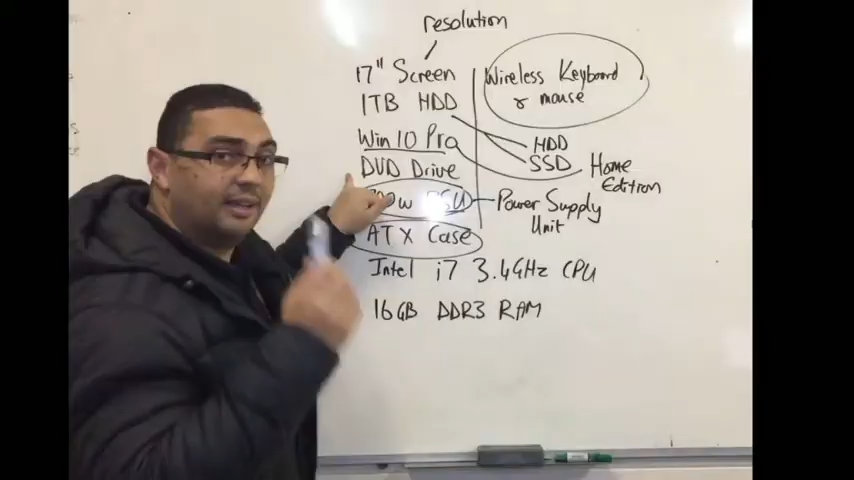 resolution
17" Screen
1TB HDD
Win 10 Pro
DVD Drive
PSU
ATX Case
Intel i7 3.4GHz CPU
16GB DDR3 RAM
Wireless Keyboard
& mouse
HDD
SSD
Home
Edition
Power Supply
Unit